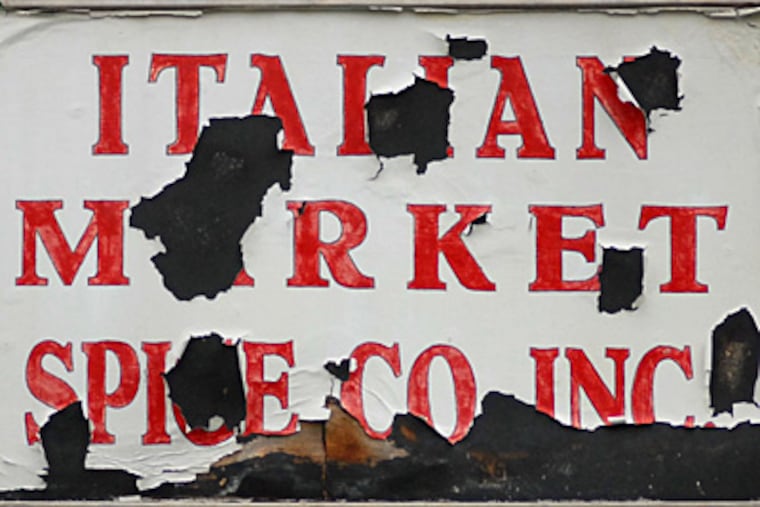 ITALIAN
MARKET
SPICE CO. INC.